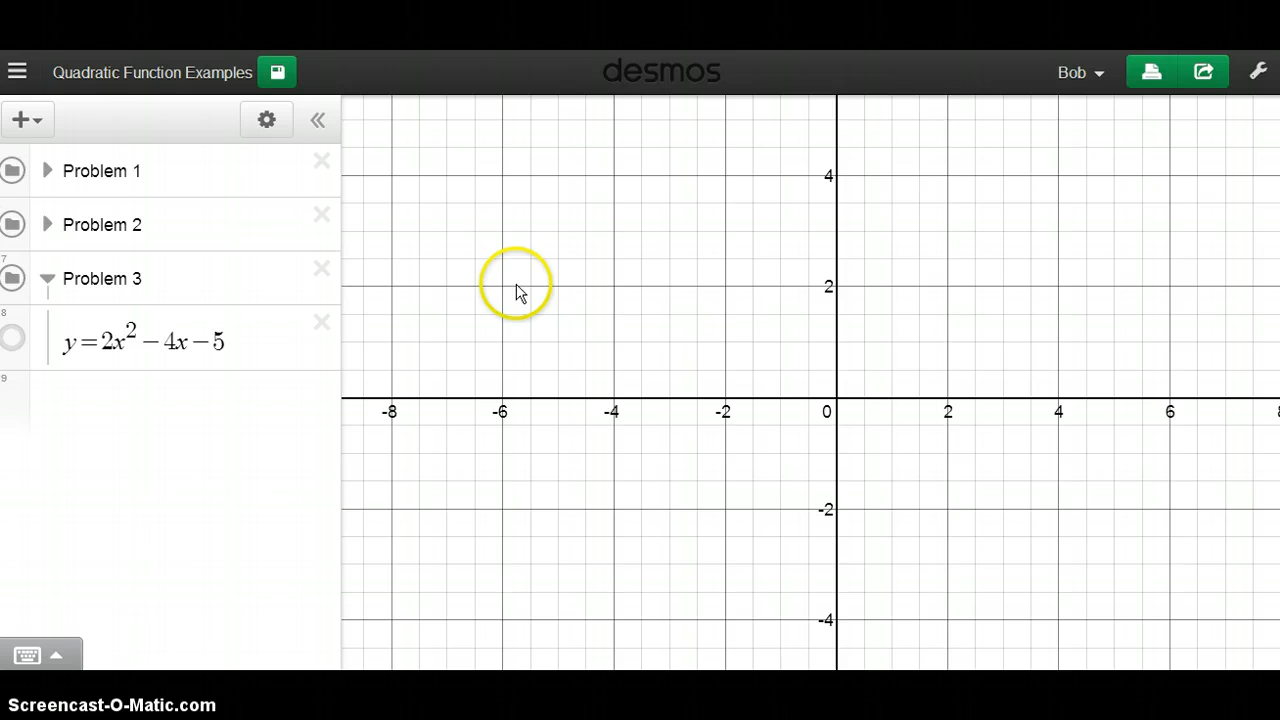 Quadratic Function Examples
desmos
Bob
Problem 1
Problem 2
7
Problem 3
8
y=2x²−4x−5
9
4
2
-8 -6 -4 -2 0 2 4 6 8
-2
-4
Screencast-O-Matic.com